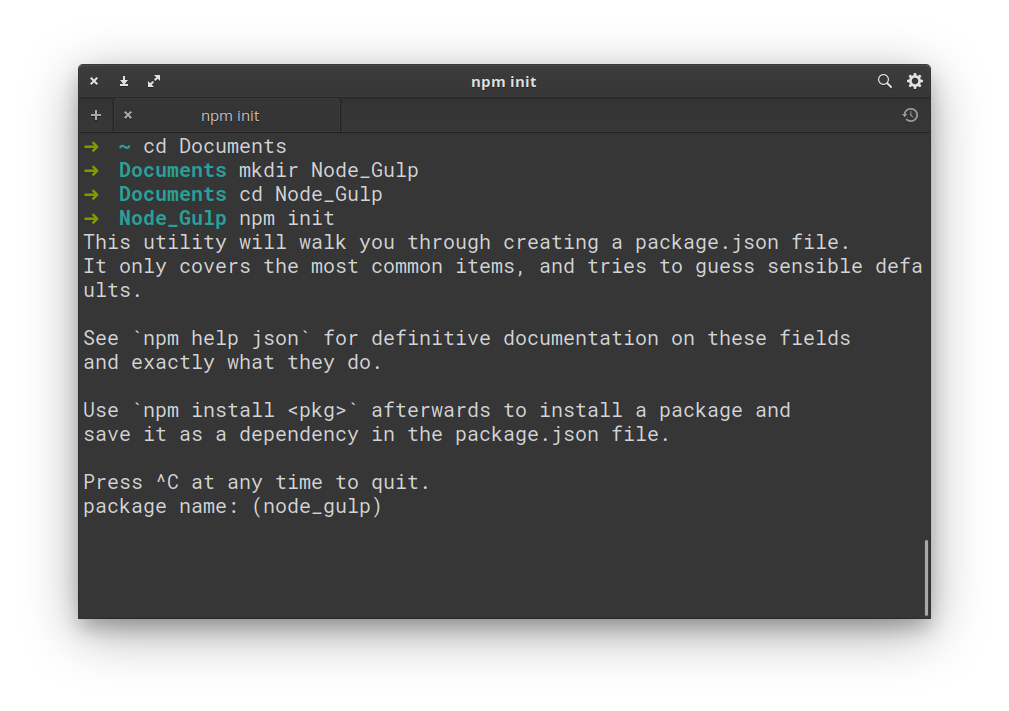 npm init
npm init
➜ ~ cd Documents
➜ Documents mkdir Node_Gulp
➜ Documents cd Node_Gulp
➜ Node_Gulp npm init
This utility will walk you through creating a package.json file.
It only covers the most common items, and tries to guess sensible defa
ults.
See `npm help json` for definitive documentation on these fields
and exactly what they do.
Use `npm install <pkg>` afterwards to install a package and
save it as a dependency in the package.json file.
Press ^C at any time to quit.
package name: (node_gulp)